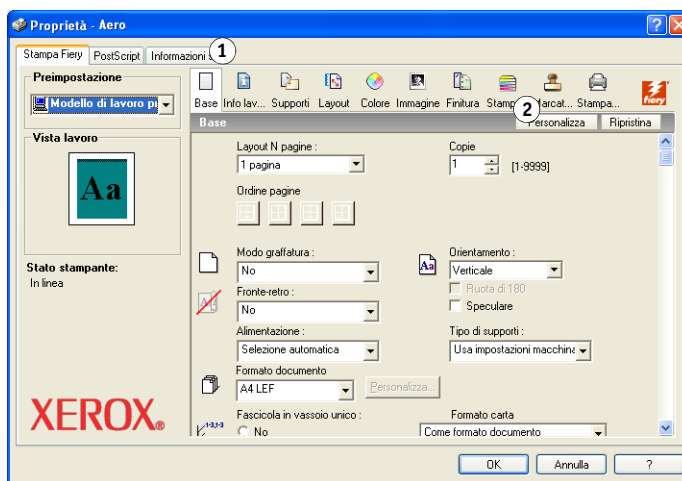 Proprietà - Aero
Stampa Fiery PostScript Informazioni 1
Preimpostazione
Modello di lavoro
Vista lavoro
Aa
Stato stampante:
In linea
XEROX®
Base Info lav... Supporti Layout Colore Immagine Finitura Stamp Marcat... Stampa...
fiery
Base
2
Personalizza Ripristina
Layout N pagine :
1 pagina
Copie
1 [1-9999]
Ordine pagine
Modo graffatura :
No
Aa
Orientamento :
Verticale
Ruota di 180
Speculare
Fronte-retro :
No
Alimentazione :
Selezione automatica
Tipo di supporti :
Usa impostazioni macchina
Formato documento
A4 LEF
Personalizza...
Fascicola in vassoio unico :
No
Formato carta
Come formato documento
OK Annulla ?